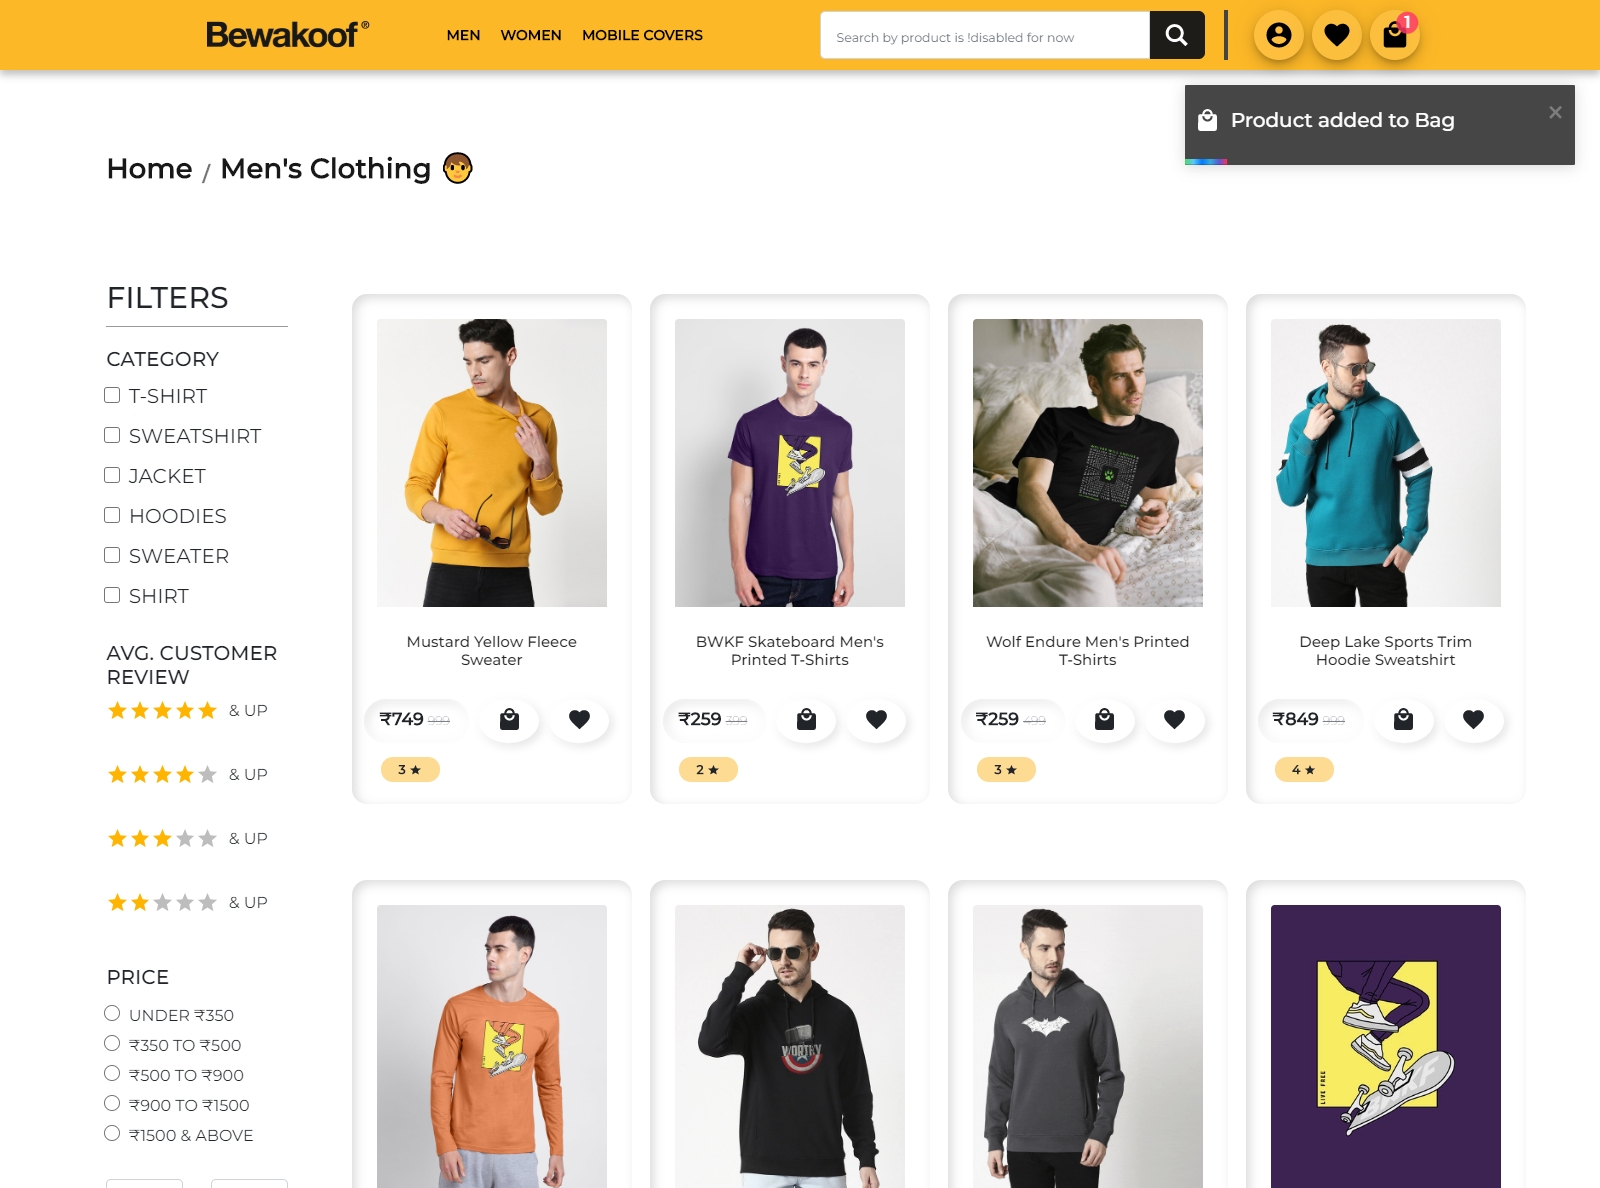 Bewakoof®
MEN WOMEN MOBILE COVERS
Search by product is !disabled for now
1
Product added to Bag
×
Home / Men's Clothing
FILTERS
CATEGORY
T-SHIRT
SWEATSHIRT
JACKET
HOODIES
SWEATER
SHIRT
AVG. CUSTOMER
REVIEW
& UP
& UP
& UP
& UP
PRICE
UNDER ₹350
₹350 TO ₹500
₹500 TO ₹900
₹900 TO ₹1500
₹1500 & ABOVE
Mustard Yellow Fleece
Sweater
₹749 999
3 ★
BWKF Skateboard Men's
Printed T-Shirts
₹259 399
2 ★
Wolf Endure Men's Printed
T-Shirts
₹259 499
3 ★
Deep Lake Sports Trim
Hoodie Sweatshirt
₹849 999
4 ★
WORTHY
LIVE FREE